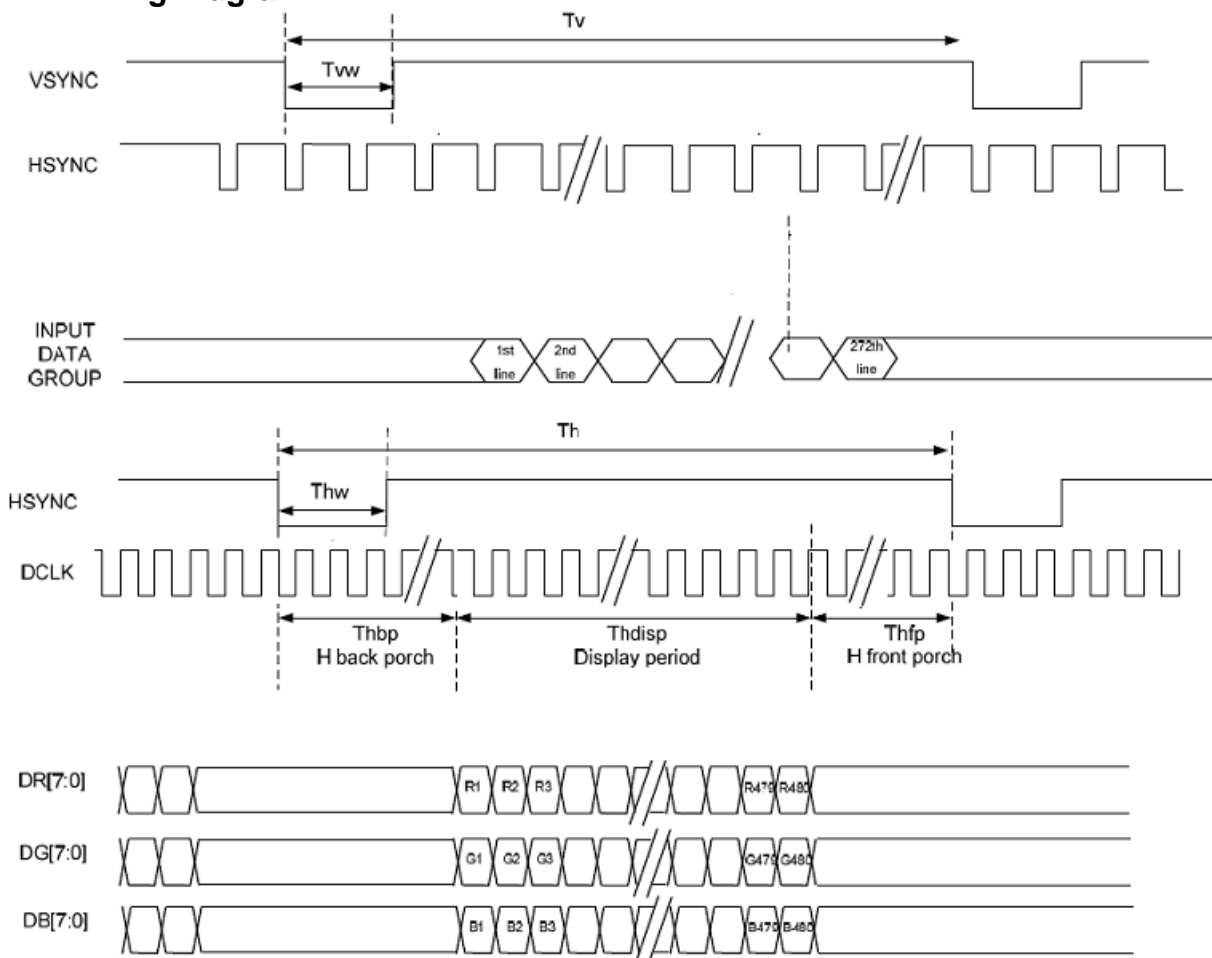 Tv
Tvw
VSYNC
HSYNC
INPUT
DATA
GROUP
1st
line
2nd
line
272th
line
Th
HSYNC
Thw
DCLK
Thbp
H back porch
Thdisp
Display period
Thfp
H front porch
DR[7:0]
R1 R2 R3 R479 R480
DG[7:0]
G1 G2 G3 G479 G480
DB[7:0]
B1 B2 B3 B479 B480